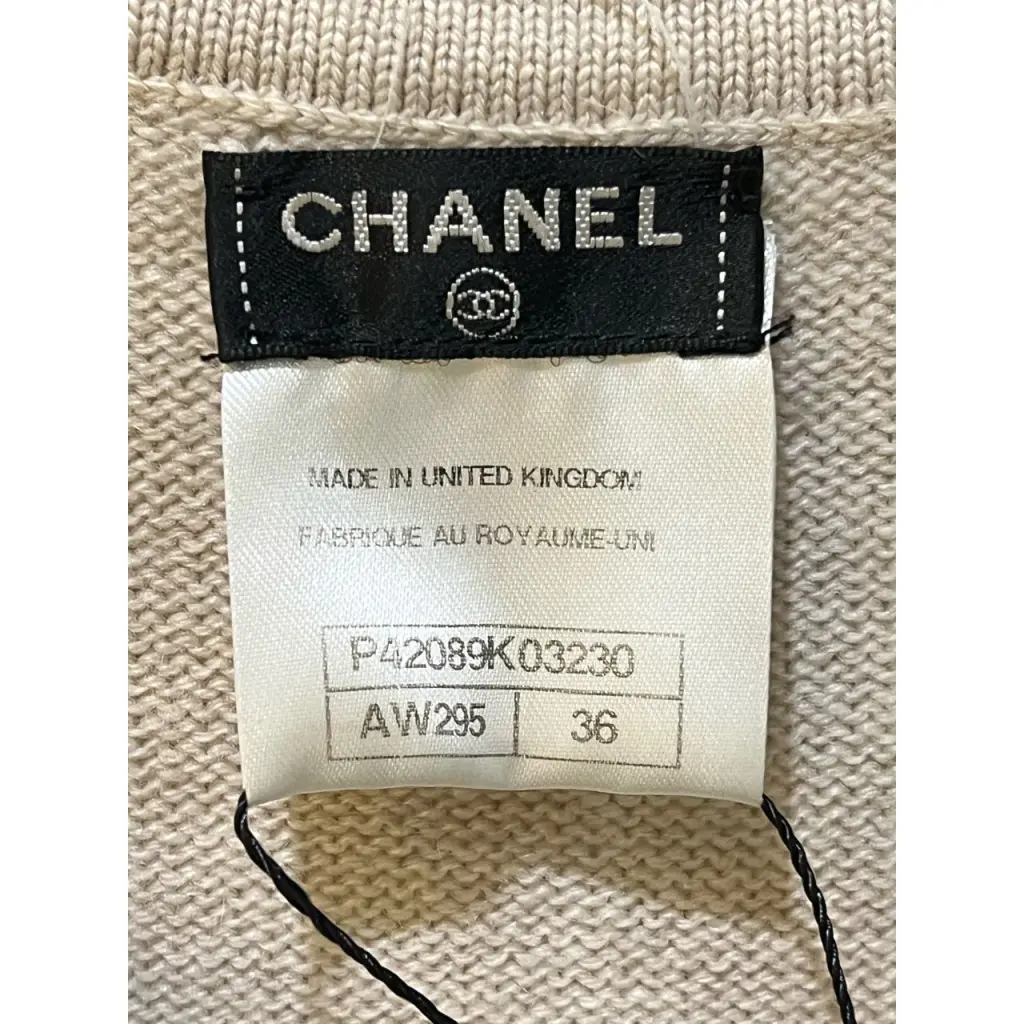 CHANEL
MADE IN UNITED KINGDOM
FABRIQUE AU ROYAUME-UNI
P42089K03230
AW295 36